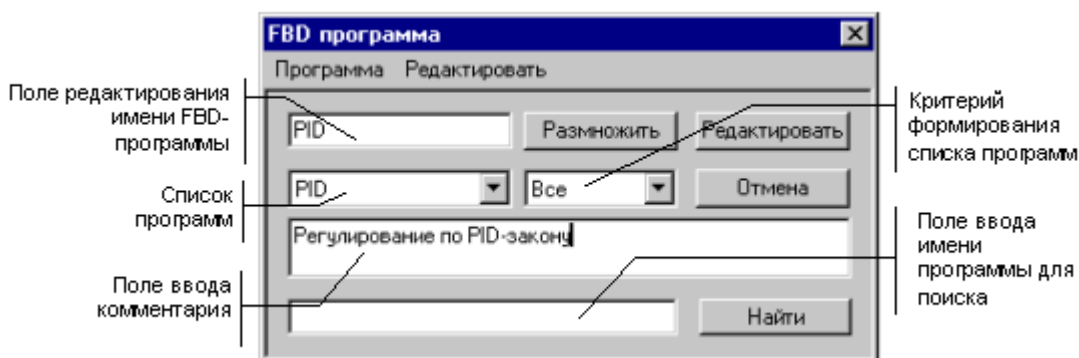 FBD программа
Программа Редактировать
Поле редактирования
имени FBD-
программы
PID
Размножить
Редактировать
Критерий
формирования
списка программ
Список
программ
PID
Все
Отмена
Регулирование по PID-закону
Поле ввода
имени
программы для
поиска
Поле ввода
комментария
Найти